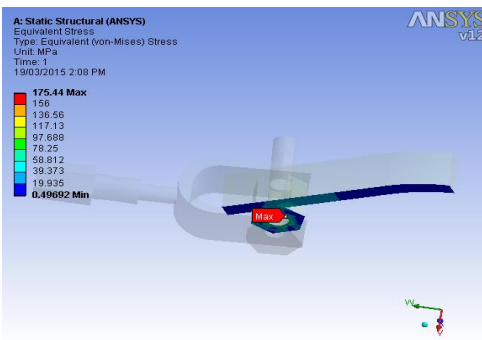 A: Static Structural (ANSYS)
Equivalent Stress
Type: Equivalent (von-Mises) Stress
Unit: MPa
Time: 1
19/03/2015 2:08 PM
ANSYS
v12
175.44 Max
156
136.56
117.13
97.688
78.25
58.812
39.373
19.935
0.49692 Min
Max